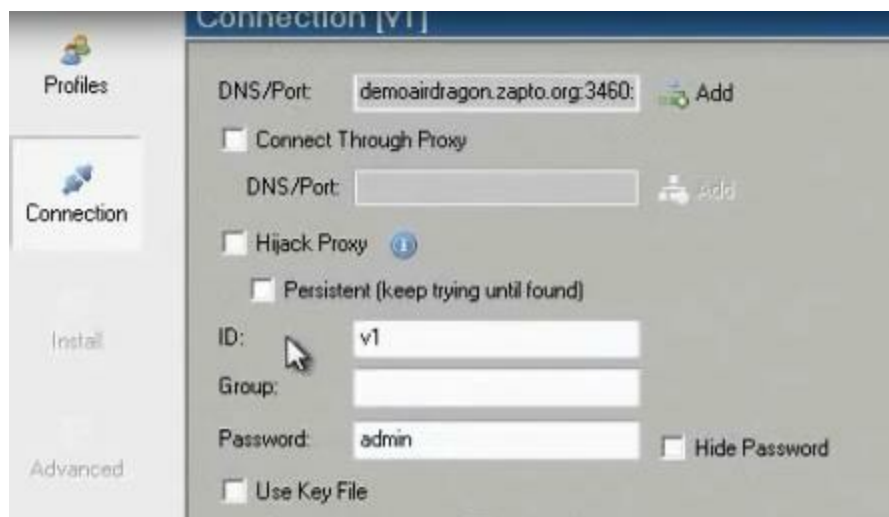 Connection [v1]
Profiles
DNS/Port: demoairdragon.zapto.org:3460: Add
Connect Through Proxy
DNS/Port: Add
Connection
Hijack Proxy
Persistent (keep trying until found)
Install
ID: v1
Group:
Password: admin Hide Password
Advanced
Use Key File